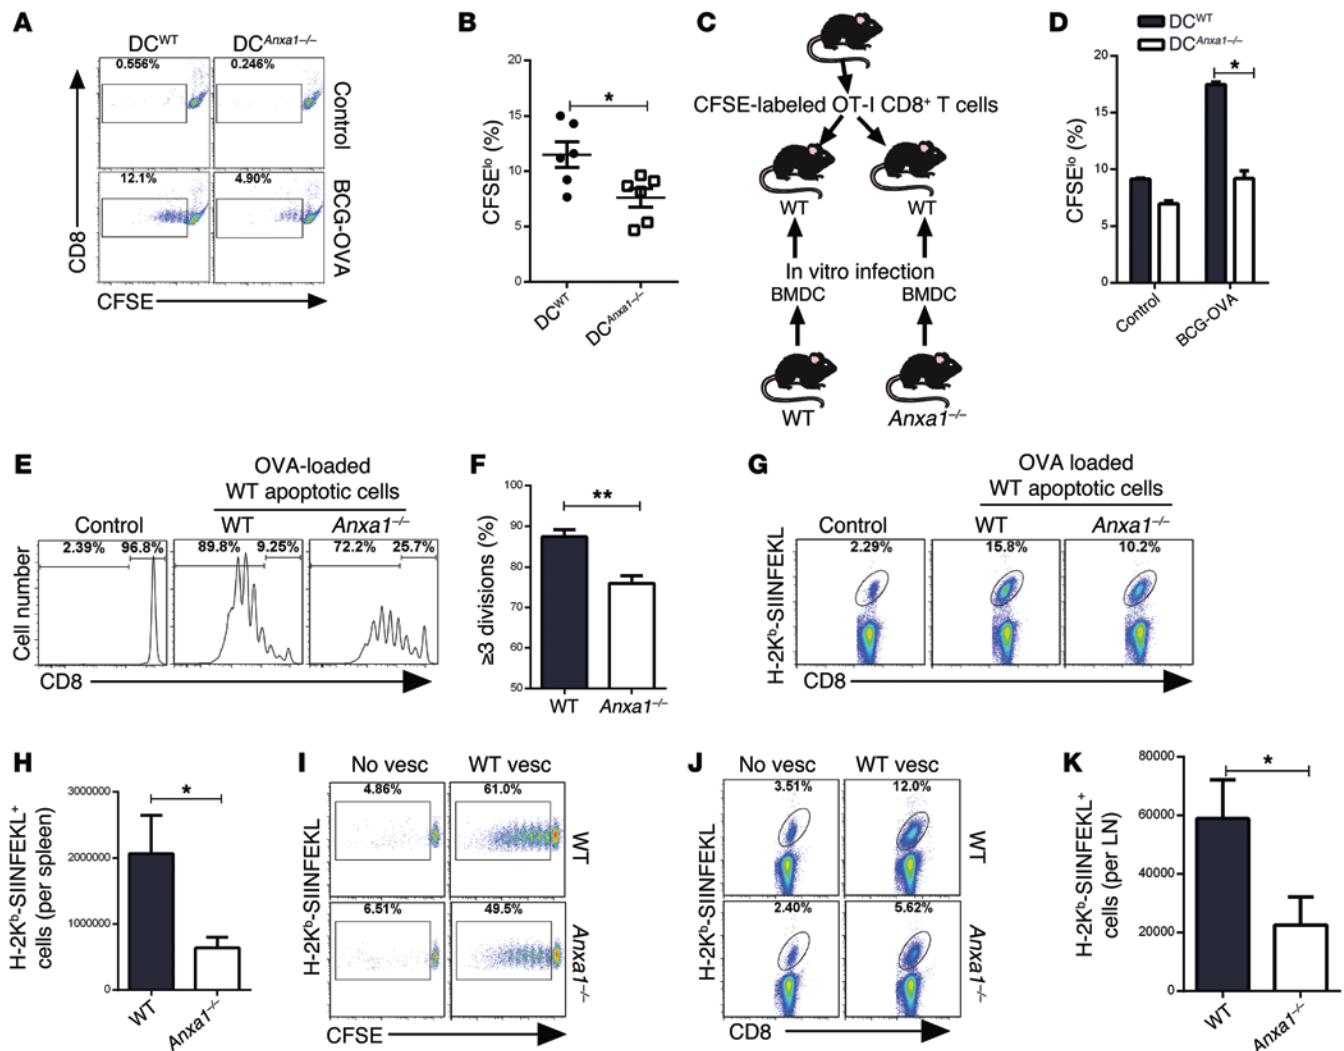 A
DC^WT DC^Anxa1–/–
0.556% 0.246%
Control
12.1% 4.90%
BCG-OVA
CD8
CFSE
B
20
15
10
5
0
CFSE^lo (%)
*
DC^WT
DC^Anxa1–/–
C
CFSE-labeled OT-I CD8⁺ T cells
WT WT
In vitro infection
BMDC BMDC
WT Anxa1–/–
D
DC^WT
DC^Anxa1–/–
20
15
10
5
0
CFSE^lo (%)
*
Control
BCG-OVA
E
OVA-loaded
WT apoptotic cells
Control WT Anxa1–/–
2.39% 96.8% 89.8% 9.25% 72.2% 25.7%
Cell number
CD8
F
100
90
80
70
60
50
≥3 divisions (%)
**
WT Anxa1–/–
G
OVA loaded
WT apoptotic cells
Control WT Anxa1–/–
2.29% 15.8% 10.2%
H-2K^b-SIINFEKL
CD8
H
3000000
2000000
1000000
0
H-2K^b-SIINFEKL⁺
cells (per spleen)
*
WT
Anxa1–/–
I
No vesc WT vesc
4.86% 61.0%
WT
6.51% 49.5%
Anxa1–/–
H-2K^b-SIINFEKL
CFSE
J
No vesc WT vesc
3.51% 12.0%
WT
2.40% 5.62%
Anxa1–/–
H-2K^b-SIINFEKL
CD8
K
80000
60000
40000
20000
0
H-2K^b-SIINFEKL⁺
cells (per LN)
*
WT
Anxa1–/–